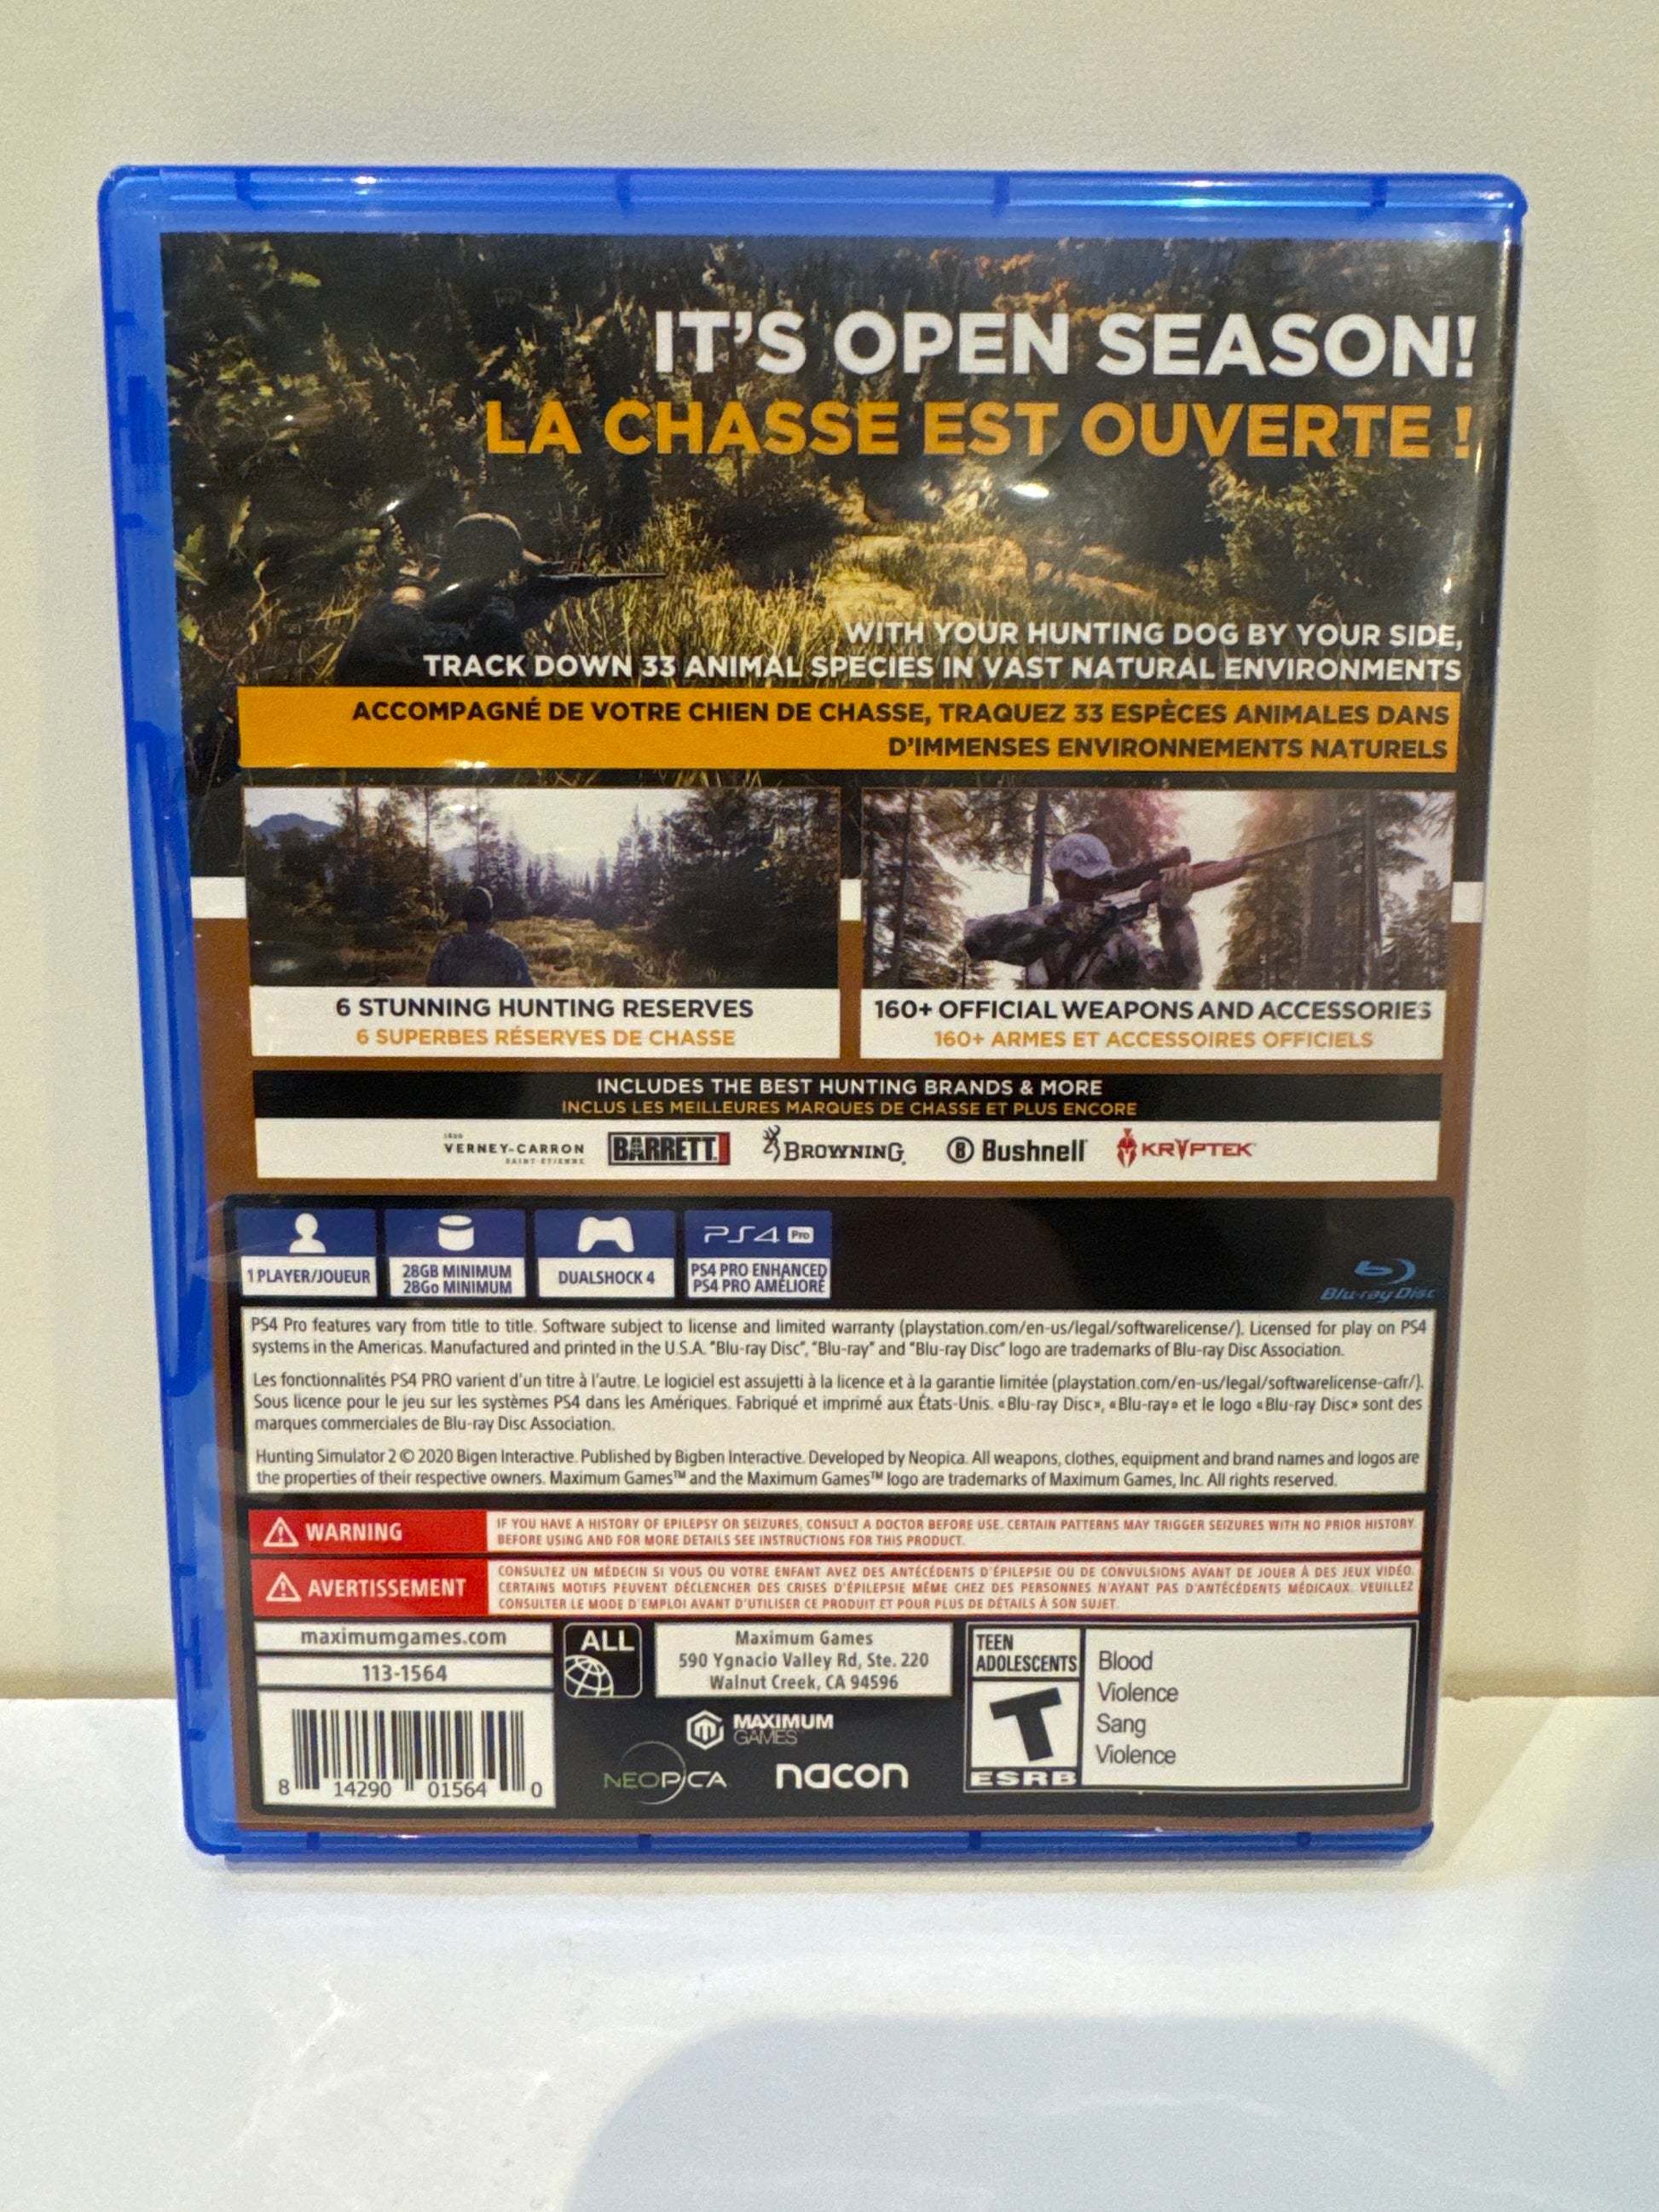 IT'S OPEN SEASON!
LA CHASSE EST OUVERTE !
WITH YOUR HUNTING DOG BY YOUR SIDE,
TRACK DOWN 33 ANIMAL SPECIES IN VAST NATURAL ENVIRONMENTS
ACCOMPAGNÉ DE VOTRE CHIEN DE CHASSE, TRAQUEZ 33 ESPÈCES ANIMALES DANS
D'IMMENSES ENVIRONNEMENTS NATURELS
6 STUNNING HUNTING RESERVES
6 SUPERBES RÉSERVES DE CHASSE
160+ OFFICIAL WEAPONS AND ACCESSORIES
160+ ARMES ET ACCESSOIRES OFFICIELS
INCLUDES THE BEST HUNTING BRANDS & MORE
INCLUS LES MEILLEURES MARQUES DE CHASSE ET PLUS ENCORE
1820
VERNEY-CARRON
SAINT-ETIENNE
BARRETT
BROWNING
B Bushnell
KRYPTEK
1 PLAYER/JOUEUR
28GB MINIMUM
28Go MINIMUM
DUALSHOCK 4
PS4 Pro
PS4 PRO ENHANCED
PS4 PRO AMÉLIORÉ
Blu-ray Disc
PS4 Pro features vary from title to title. Software subject to license and limited warranty (playstation.com/en-us/legal/softwarelicense/). Licensed for play on PS4
systems in the Americas. Manufactured and printed in the U.S.A. "Blu-ray Disc", "Blu-ray" and "Blu-ray Disc" logo are trademarks of Blu-ray Disc Association.
Les fonctionnalités PS4 PRO varient d'un titre à l'autre. Le logiciel est assujetti à la licence et à la garantie limitée (playstation.com/en-us/legal/softwarelicense-cafr/).
Sous licence pour le jeu sur les systèmes PS4 dans les Amériques. Fabriqué et imprimé aux États-Unis. «Blu-ray Disc», «Blu-ray» et le logo «Blu-ray Disc» sont des
marques commerciales de Blu-ray Disc Association.
Hunting Simulator 2 © 2020 Bigen Interactive. Published by Bigben Interactive. Developed by Neopica. All weapons, clothes, equipment and brand names and logos are
the properties of their respective owners. Maximum Games™ and the Maximum Games™ logo are trademarks of Maximum Games, Inc. All rights reserved.
WARNING
IF YOU HAVE A HISTORY OF EPILEPSY OR SEIZURES, CONSULT A DOCTOR BEFORE USE. CERTAIN PATTERNS MAY TRIGGER SEIZURES WITH NO PRIOR HISTORY.
BEFORE USING AND FOR MORE DETAILS SEE INSTRUCTIONS FOR THIS PRODUCT.
AVERTISSEMENT
CONSULTEZ UN MÉDECIN SI VOUS OU VOTRE ENFANT AVEZ DES ANTÉCÉDENTS D'ÉPILEPSIE OU DE CONVULSIONS AVANT DE JOUER À DES JEUX VIDÉO.
CERTAINS MOTIFS PEUVENT DÉCLENCHER DES CRISES D'ÉPILEPSIE MÊME CHEZ DES PERSONNES N'AYANT PAS D'ANTÉCÉDENTS MÉDICAUX. VEUILLEZ
CONSULTER LE MODE D'EMPLOI AVANT D'UTILISER CE PRODUIT ET POUR PLUS DE DÉTAILS À SON SUJET.
maximumgames.com
113-1564
8 14290 01564 0
ALL
Maximum Games
590 Ygnacio Valley Rd, Ste. 220
Walnut Creek, CA 94596
MAXIMUM
GAMES
NEOPICA
nacon
TEEN
ADOLESCENTS
T
ESRB
Blood
Violence
Sang
Violence